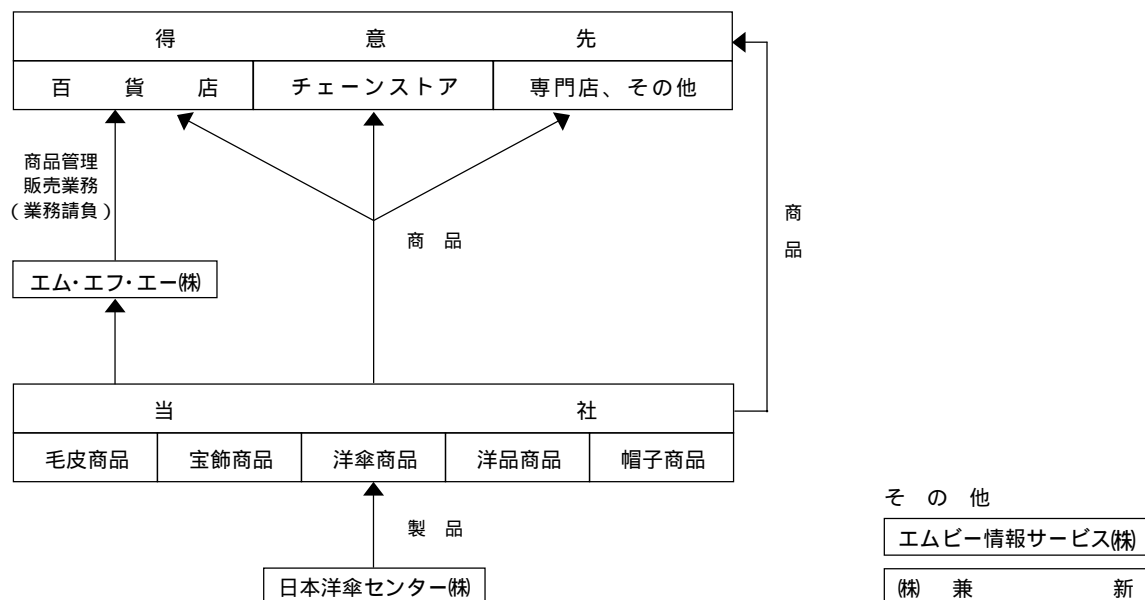 得意先
百貨店 チェーンストア 専門店、その他
商品管理
販売業務
(業務請負)
商品
商品
エム・エフ・エー㈱
当社
毛皮商品 宝飾商品 洋傘商品 洋品商品 帽子商品
製品
日本洋傘センター㈱
その他
エムビー情報サービス㈱
㈱兼新